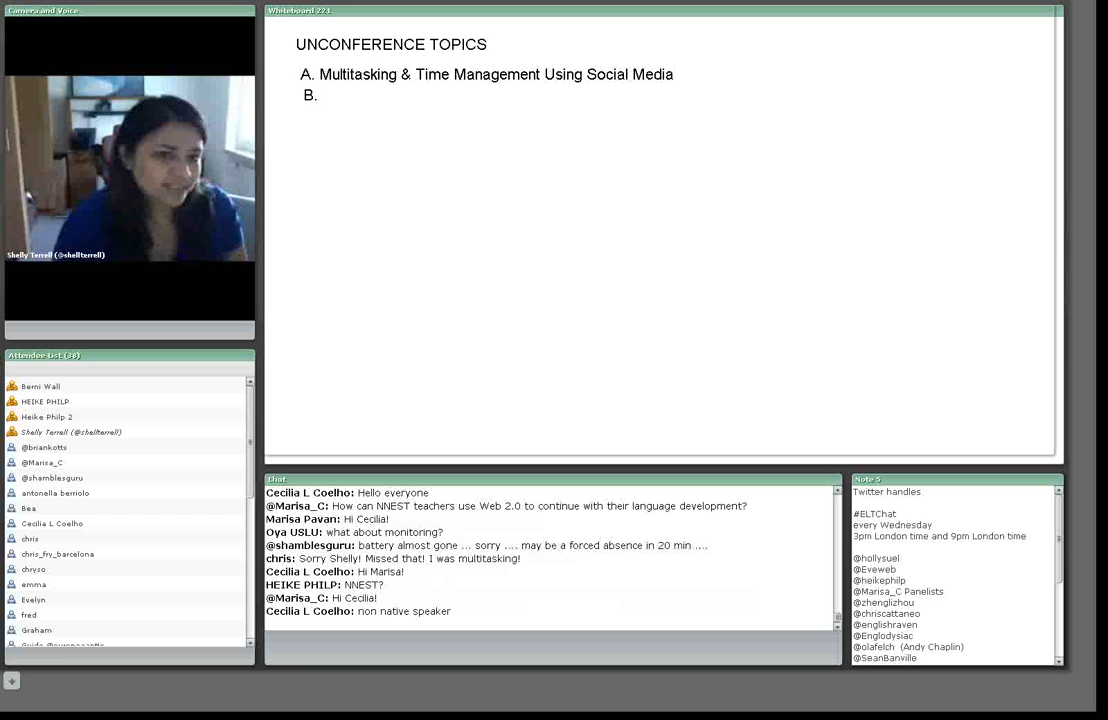 Camera and Voice
Shelly Terrell (@shellterrell)
Attendee List (38)
Berni Wall
HEIKE PHILP
Heike Philp 2
Shelly Terrell (@shellterrell)
@briankotts
@Marisa_C
@shamblesguru
antonella berriolo
Bea
Cecilia L Coelho
chris
chris_fry_barcelona
chryso
emma
Evelyn
fred
Graham
Whiteboard 221
UNCONFERENCE TOPICS
A. Multitasking & Time Management Using Social Media
B.
Chat
Cecilia L Coelho: Hello everyone
@Marisa_C: How can NNEST teachers use Web 2.0 to continue with their language development?
Marisa Pavan: Hi Cecilia!
Oya USLU: what about monitoring?
@shamblesguru: battery almost gone ... sorry .... may be a forced absence in 20 min ....
chris: Sorry Shelly! Missed that! I was multitasking!
Cecilia L Coelho: Hi Marisa!
HEIKE PHILP: NNEST?
@Marisa_C: Hi Cecilia!
Cecilia L Coelho: non native speaker
Note 5
Twitter handles
#ELTChat
every Wednesday
3pm London time and 9pm London time
@hollysuel
@Eveweb
@heikephilp
@Marisa_C Panelists
@zhenglizhou
@chriscattaneo
@englishraven
@Englodysiac
@olafelch (Andy Chaplin)
@SeanBanville